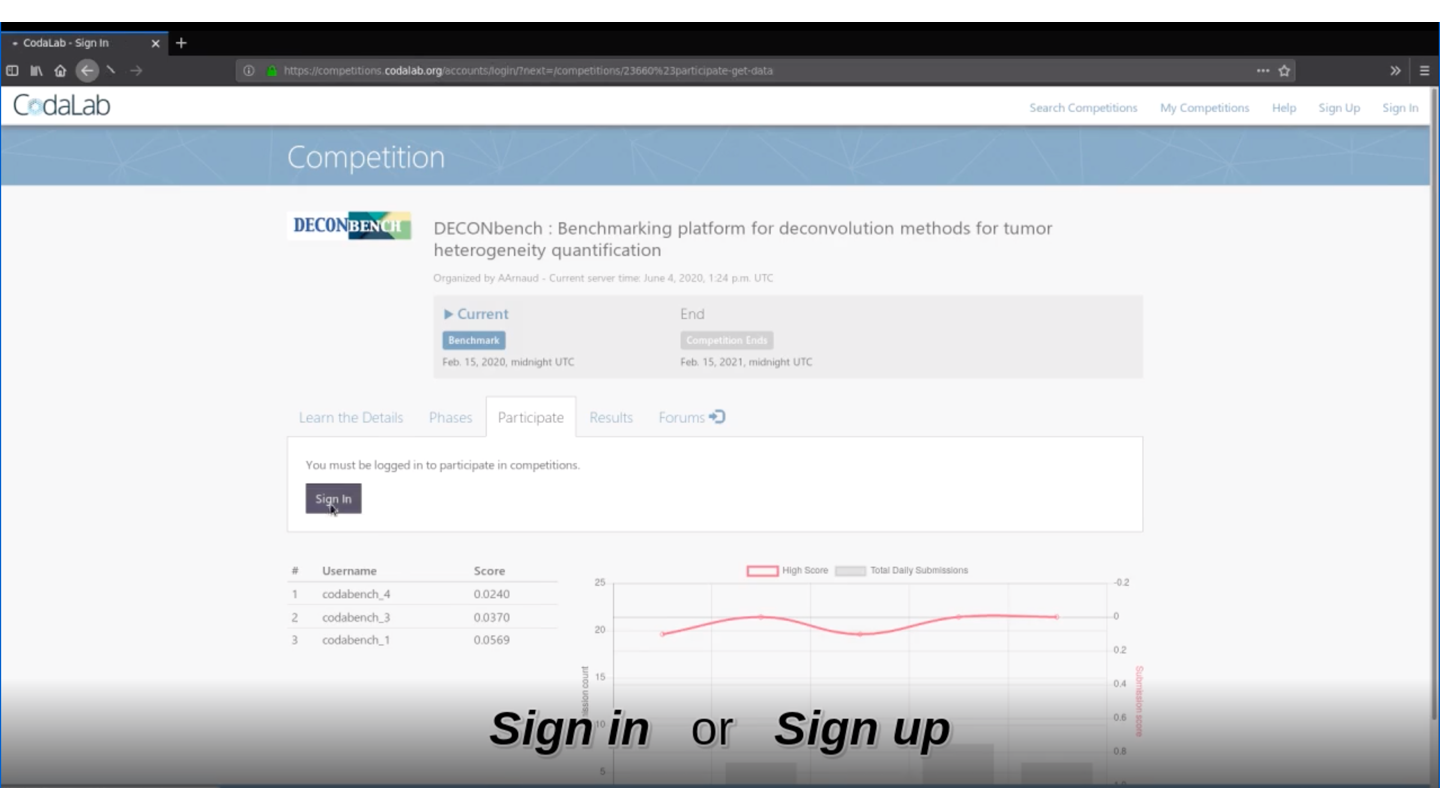 CodaLab - Sign In
https://competitions.codalab.org/accounts/login/?next=/competitions/23660%23participate-get-data
CodaLab
Search Competitions My Competitions Help Sign Up Sign In
Competition
DECONBENCH
DECONbench : Benchmarking platform for deconvolution methods for tumor
heterogeneity quantification
Organized by AArnaud - Current server time: June 4, 2020, 1:24 p.m. UTC
Current End
Benchmark Competition Ends
Feb. 15, 2020, midnight UTC Feb. 15, 2021, midnight UTC
Learn the Details Phases Participate Results Forums
You must be logged in to participate in competitions.
Sign In
# Username Score
1 codabench_4 0.0240
2 codabench_3 0.0370
3 codabench_1 0.0569
High Score Total Daily Submissions
25 -0.2
0
20
0.2
15
0.4
10 0.6
0.8
5
count
Submission score
Sign in or Sign up